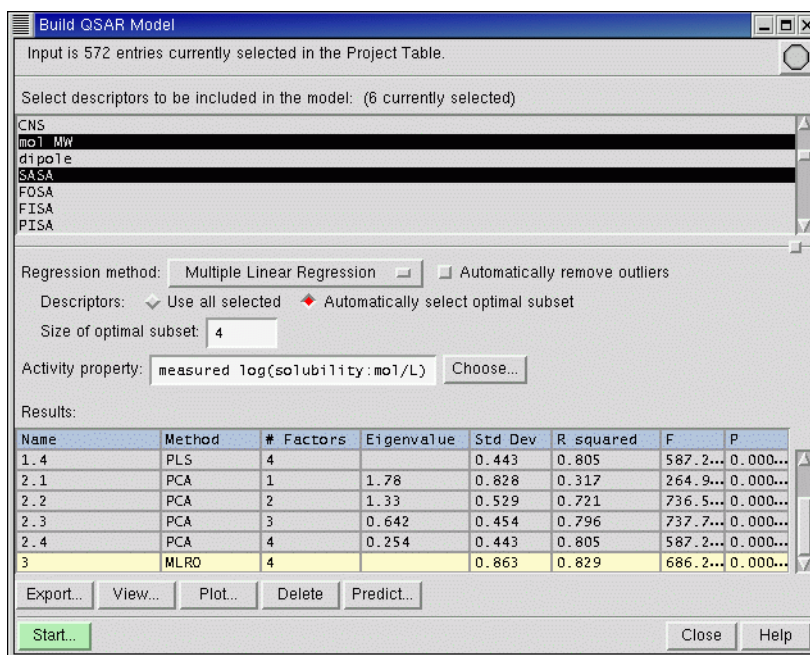 Build QSAR Model
Input is 572 entries currently selected in the Project Table.
Select descriptors to be included in the model: (6 currently selected)
CNS
mol MW
dipole
SASA
FOSA
FISA
PISA
Regression method: Multiple Linear Regression Automatically remove outliers
Descriptors: Use all selected Automatically select optimal subset
Size of optimal subset: 4
Activity property: measured log(solubility:mol/L) Choose...
Results:
Name Method # Factors Eigenvalue Std Dev R squared F P
1.4 PLS 4 0.443 0.805 587.2... 0.000...
2.1 PCA 1 1.78 0.828 0.317 264.9... 0.000...
2.2 PCA 2 1.33 0.529 0.721 736.5... 0.000...
2.3 PCA 3 0.642 0.454 0.796 737.7... 0.000...
2.4 PCA 4 0.254 0.443 0.805 587.2... 0.000...
3 MLRO 4 0.863 0.829 686.2... 0.000...
Export... View... Plot... Delete Predict...
Start... Close Help